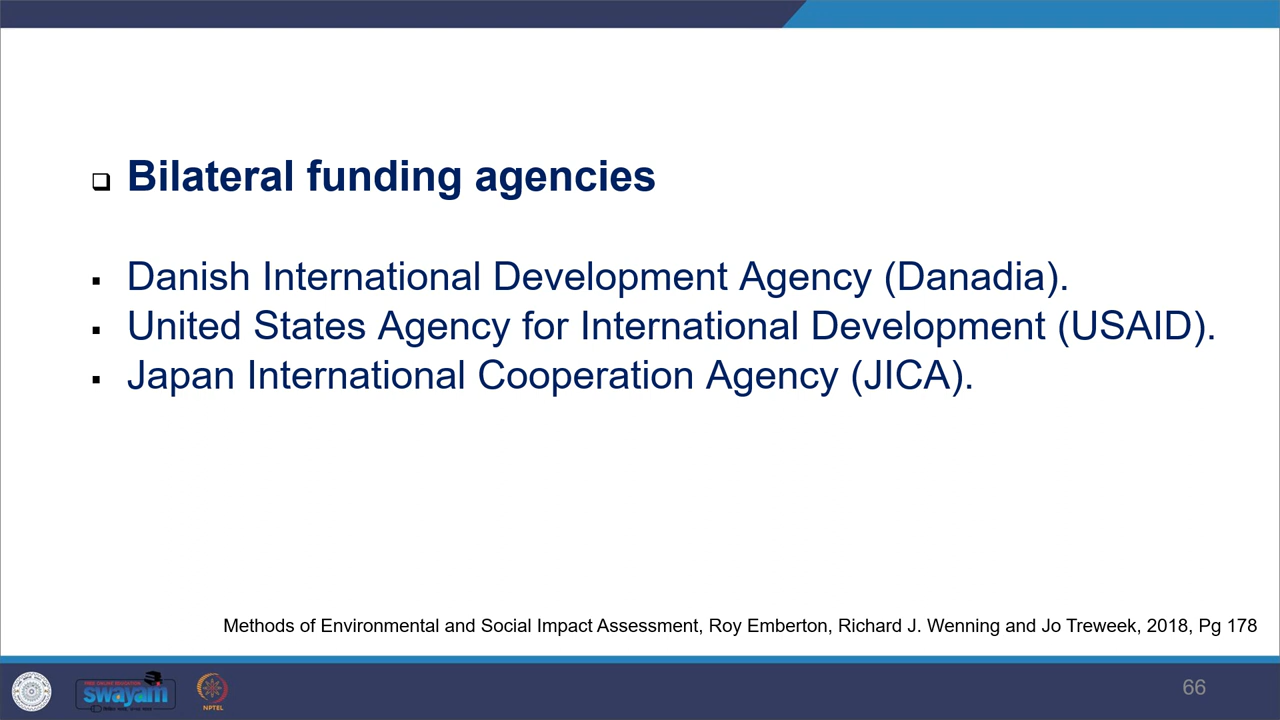 Bilateral funding agencies
Danish International Development Agency (Danadia).
United States Agency for International Development (USAID).
Japan International Cooperation Agency (JICA).
Methods of Environmental and Social Impact Assessment, Roy Emberton, Richard J. Wenning and Jo Treweek, 2018, Pg 178
swayam
NPTEL
66